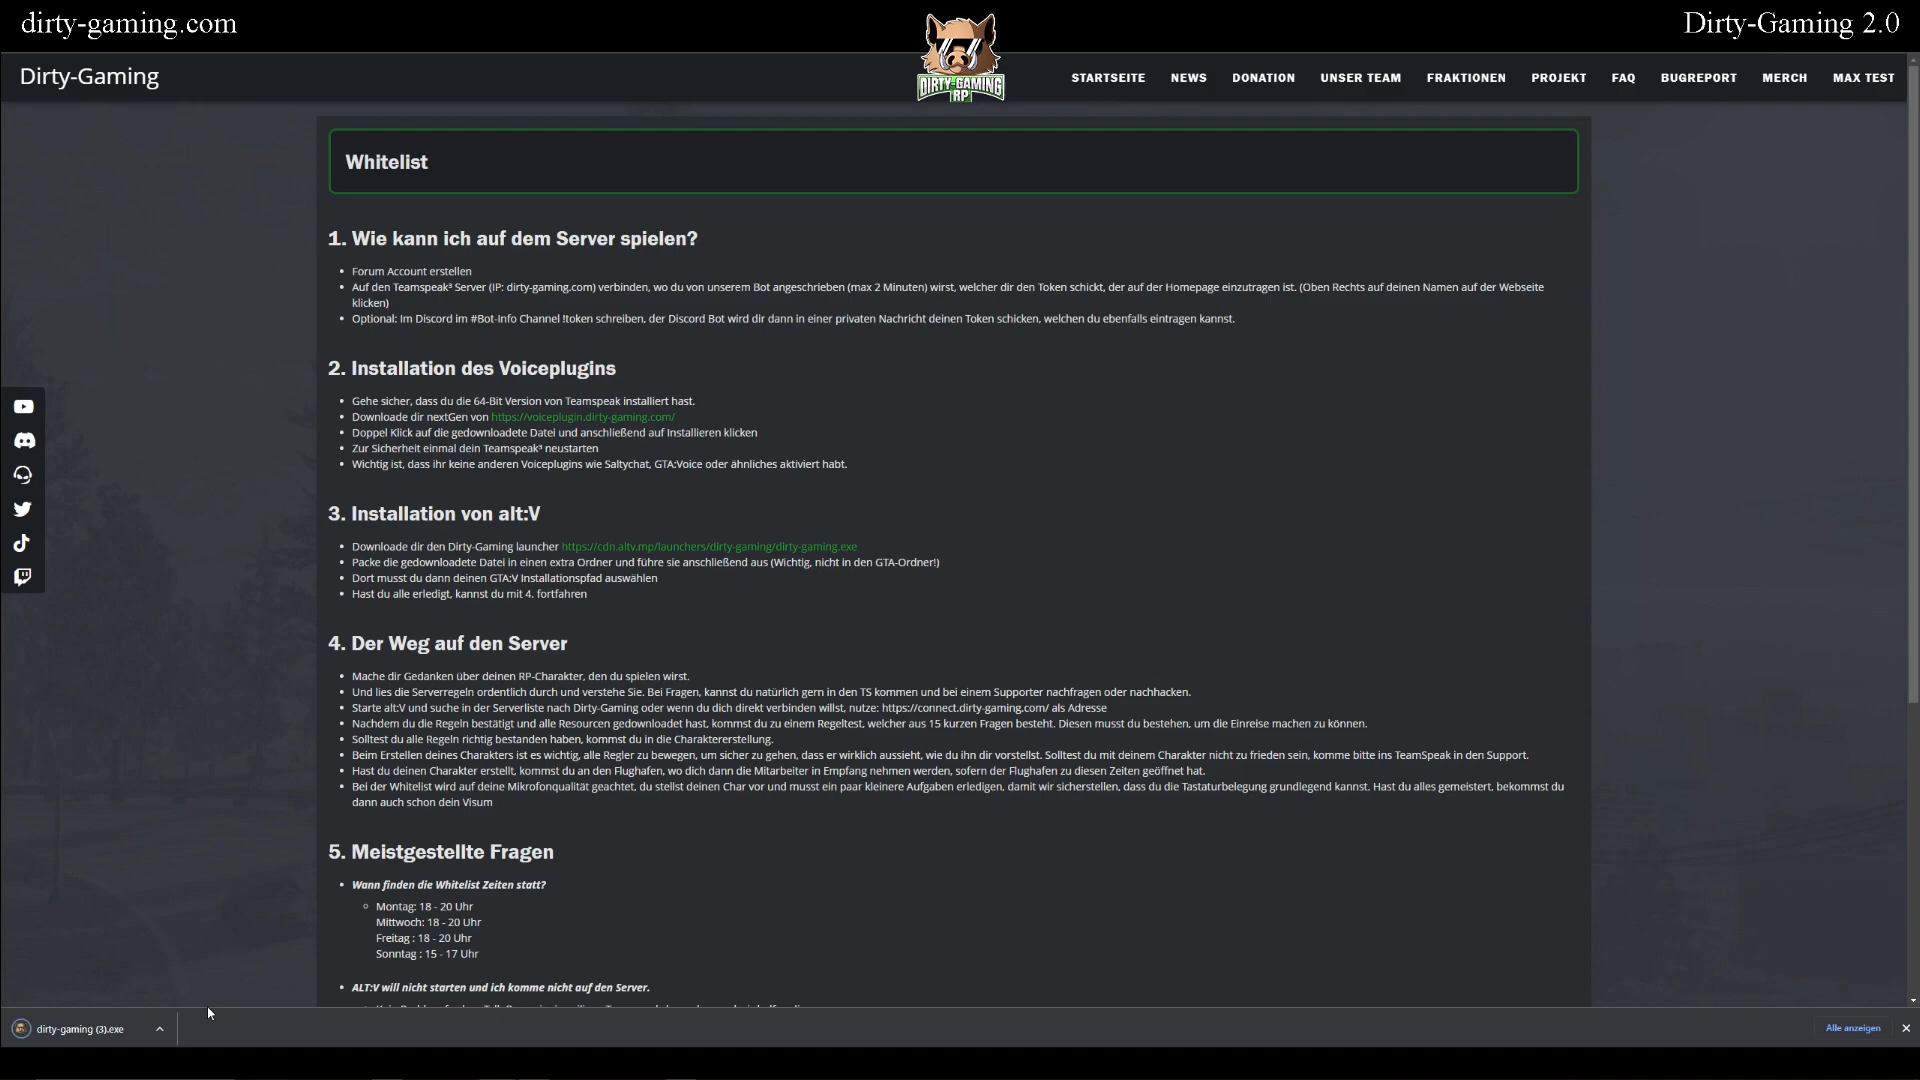 dirty-gaming.com
Dirty-Gaming 2.0
Dirty-Gaming
DIRTY-GAMING
RP
STARTSEITE NEWS DONATION UNSER TEAM FRAKTIONEN PROJEKT FAQ BUGREPORT MERCH MAX TEST
Whitelist
1. Wie kann ich auf dem Server spielen?
• Forum Account erstellen
• Auf den Teamspeak³ Server (IP: dirty-gaming.com) verbinden, wo du von unserem Bot angeschrieben (max 2 Minuten) wirst, welcher dir den Token schickt, der auf der Homepage einzutragen ist. (Oben Rechts auf deinen Namen auf der Webseite
klicken)
• Optional: Im Discord im #Bot-Info Channel !token schreiben, der Discord Bot wird dir dann in einer privaten Nachricht deinen Token schicken, welchen du ebenfalls eintragen kannst.
2. Installation des Voiceplugins
• Gehe sicher, dass du die 64-Bit Version von Teamspeak installiert hast.
• Downloade dir nextGen von https://voiceplugin.dirty-gaming.com/
• Doppel Klick auf die gedownloadete Datei und anschließend auf Installieren klicken
• Zur Sicherheit einmal dein Teamspeak³ neustarten
• Wichtig ist, dass ihr keine anderen Voiceplugins wie Saltychat, GTA:Voice oder ähnliches aktiviert habt.
3. Installation von alt:V
• Downloade dir den Dirty-Gaming launcher https://cdn.altv.mp/launchers/dirty-gaming/dirty-gaming.exe
• Packe die gedownloadete Datei in einen extra Ordner und führe sie anschließend aus (Wichtig, nicht in den GTA-Ordner!)
• Dort musst du dann deinen GTA:V Installationspfad auswählen
• Hast du alle erledigt, kannst du mit 4. fortfahren
4. Der Weg auf den Server
• Mache dir Gedanken über deinen RP-Charakter, den du spielen wirst.
• Und lies die Serverregeln ordentlich durch und verstehe Sie. Bei Fragen, kannst du natürlich gern in den TS kommen und bei einem Supporter nachfragen oder nachhacken.
• Starte alt:V und suche in der Serverliste nach Dirty-Gaming oder wenn du dich direkt verbinden willst, nutze: https://connect.dirty-gaming.com/ als Adresse
• Nachdem du die Regeln bestätigt und alle Resourcen gedownloadet hast, kommst du zu einem Regeltest, welcher aus 15 kurzen Fragen besteht. Diesen musst du bestehen, um die Einreise machen zu können.
• Solltest du alle Regeln richtig bestanden haben, kommst du in die Charaktererstellung.
• Beim Erstellen deines Charakters ist es wichtig, alle Regler zu bewegen, um sicher zu gehen, dass er wirklich aussieht, wie du ihn dir vorstellst. Solltest du mit deinem Charakter nicht zu frieden sein, komme bitte ins TeamSpeak in den Support.
• Hast du deinen Charakter erstellt, kommst du an den Flughafen, wo dich dann die Mitarbeiter in Empfang nehmen werden, sofern der Flughafen zu diesen Zeiten geöffnet hat.
• Bei der Whitelist wird auf deine Mikrofonqualität geachtet, du stellst deinen Char vor und musst ein paar kleinere Aufgaben erledigen, damit wir sicherstellen, dass du die Tastaturbelegung grundlegend kannst. Hast du alles gemeistert, bekommst du
dann auch schon dein Visum
5. Meistgestellte Fragen
• Wann finden die Whitelist Zeiten statt?
Montag: 18 - 20 Uhr
Mittwoch: 18 - 20 Uhr
Freitag : 18 - 20 Uhr
Sonntag : 15 - 17 Uhr
• ALT:V will nicht starten und ich komme nicht auf den Server.
dirty-gaming (3).exe
Alle anzeigen